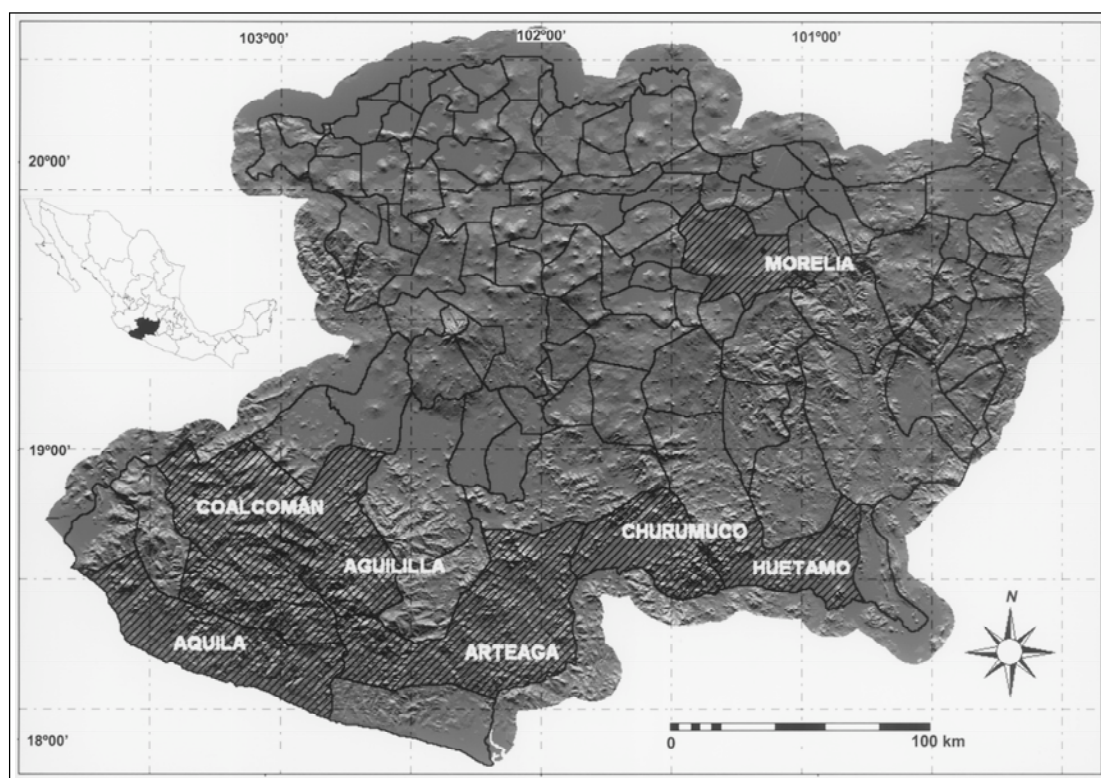 103º00'
102º00'
101º00'
20º00'
MORELIA
19º00'
COALCOMÁN
CHURUMUCO
AGUILILLA
HUETAMO
N
AQUILA
ARTEAGA
18º00'
0
100 km